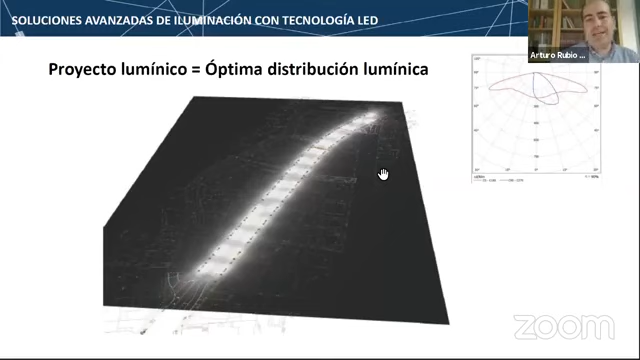 SOLUCIONES AVANZADAS DE ILUMINACIÓN CON TECNOLOGÍA LED
Arturo Rubio ...
Proyecto lumínico = Óptima distribución lumínica
zoom